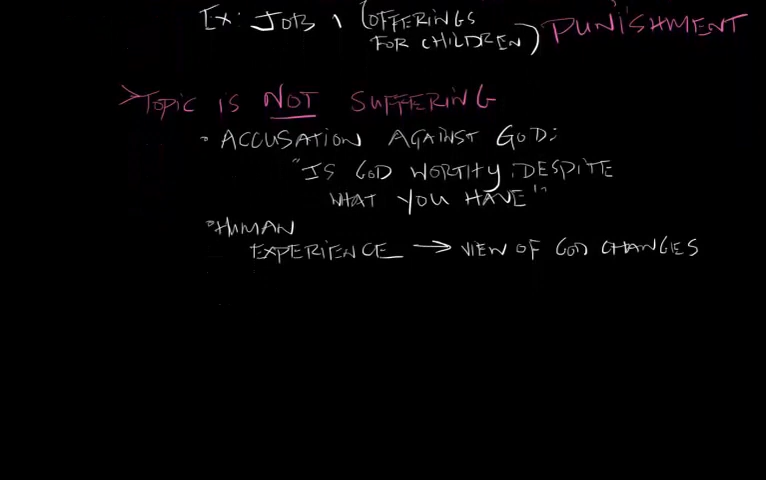 Ex: JOB 1 (OFFERINGS
FOR CHILDREN) PUNISHMENT
>TOPIC IS NOT SUFFERING
• ACCUSATION AGAINST GOD:
"IS GOD WORTHY DESPITE
WHAT YOU HAVE"
• HUMAN
EXPERIENCE → VIEW OF GOD CHANGES